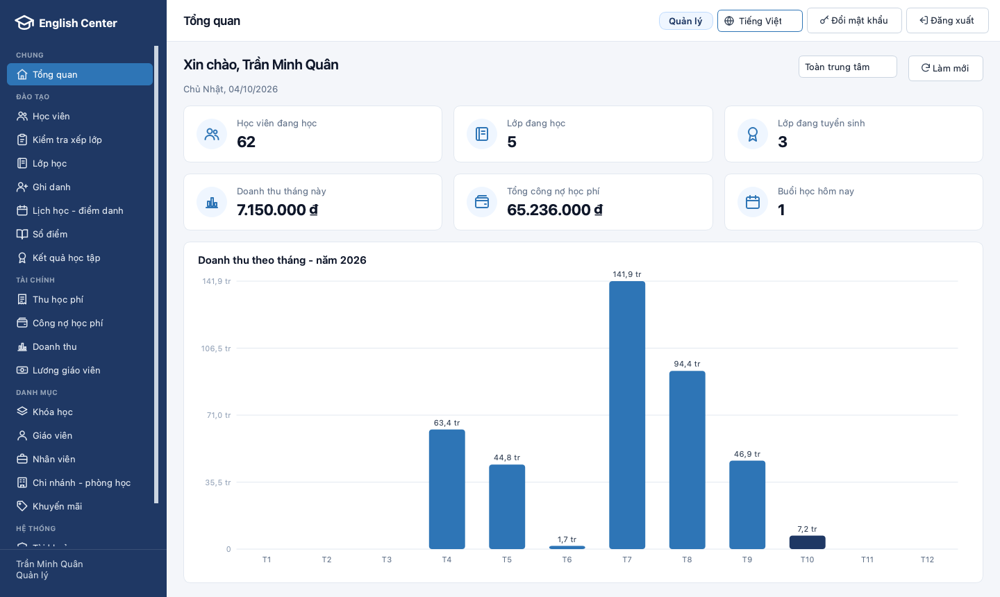 English Center
CHUNG
Tổng quan
ĐÀO TẠO
Học viên
Kiểm tra xếp lớp
Lớp học
Ghi danh
Lịch học - điểm danh
Sổ điểm
Kết quả học tập
TÀI CHÍNH
Thu học phí
Công nợ học phí
Doanh thu
Lương giáo viên
DANH MỤC
Khóa học
Giáo viên
Nhân viên
Chi nhánh - phòng học
Khuyến mãi
HỆ THỐNG
Trần Minh Quân
Quản lý
Tổng quan
Quản lý
Tiếng Việt
Đổi mật khẩu
Đăng xuất
Xin chào, Trần Minh Quân
Chủ Nhật, 04/10/2026
Toàn trung tâm
Làm mới
Học viên đang học
62
Lớp đang học
5
Lớp đang tuyển sinh
3
Doanh thu tháng này
7.150.000 ₫
Tổng công nợ học phí
65.236.000 ₫
Buổi học hôm nay
1
Doanh thu theo tháng - năm 2026
141,9 tr
106,5 tr
71,0 tr
35,5 tr
0
63,4 tr
44,8 tr
1,7 tr
141,9 tr
94,4 tr
46,9 tr
7,2 tr
T1 T2 T3 T4 T5 T6 T7 T8 T9 T10 T11 T12